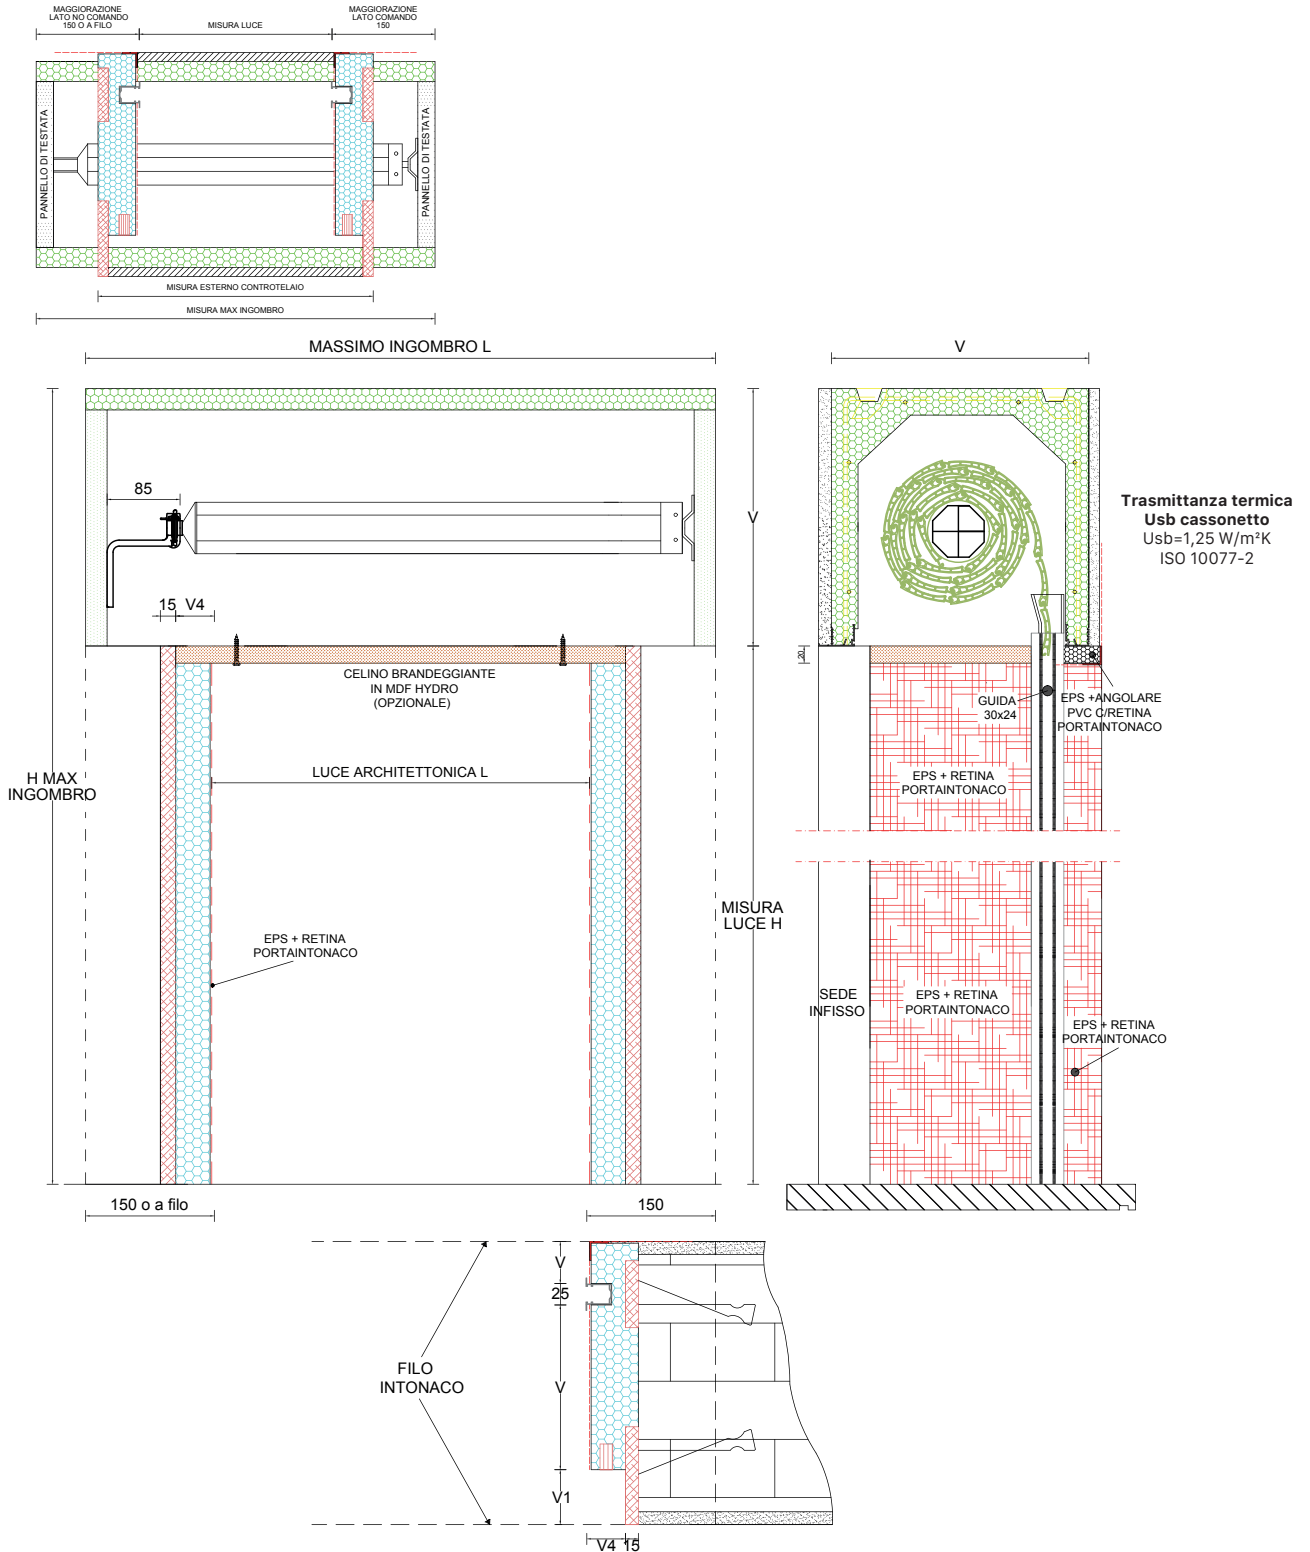 MAGGIORAZIONE
LATO NO COMANDO
150 O A FILO
MISURA LUCE
MAGGIORAZIONE
LATO COMANDO
150
PANNELLO DI TESTATA
PANNELLO DI TESTATA
MISURA ESTERNO CONTROTELAIO
MISURA MAX INGOMBRO
MASSIMO INGOMBRO L
V
85
V
15
V4
Trasmittanza termica
Usb cassonetto
Usb=1,25 W/m²K
ISO 10077-2
20
CELINO BRANDEGGIANTE
IN MDF HYDRO
(OPZIONALE)
GUIDA
30x24
EPS +ANGOLARE
PVC C/RETINA
PORTAINTONACO
H MAX
INGOMBRO
LUCE ARCHITETTONICA L
EPS + RETINA
PORTAINTONACO
MISURA
LUCE H
EPS + RETINA
PORTAINTONACO
SEDE
INFISSO
EPS + RETINA
PORTAINTONACO
EPS + RETINA
PORTAINTONACO
150 o a filo
150
V
25
FILO
INTONACO
V
V1
V4
15